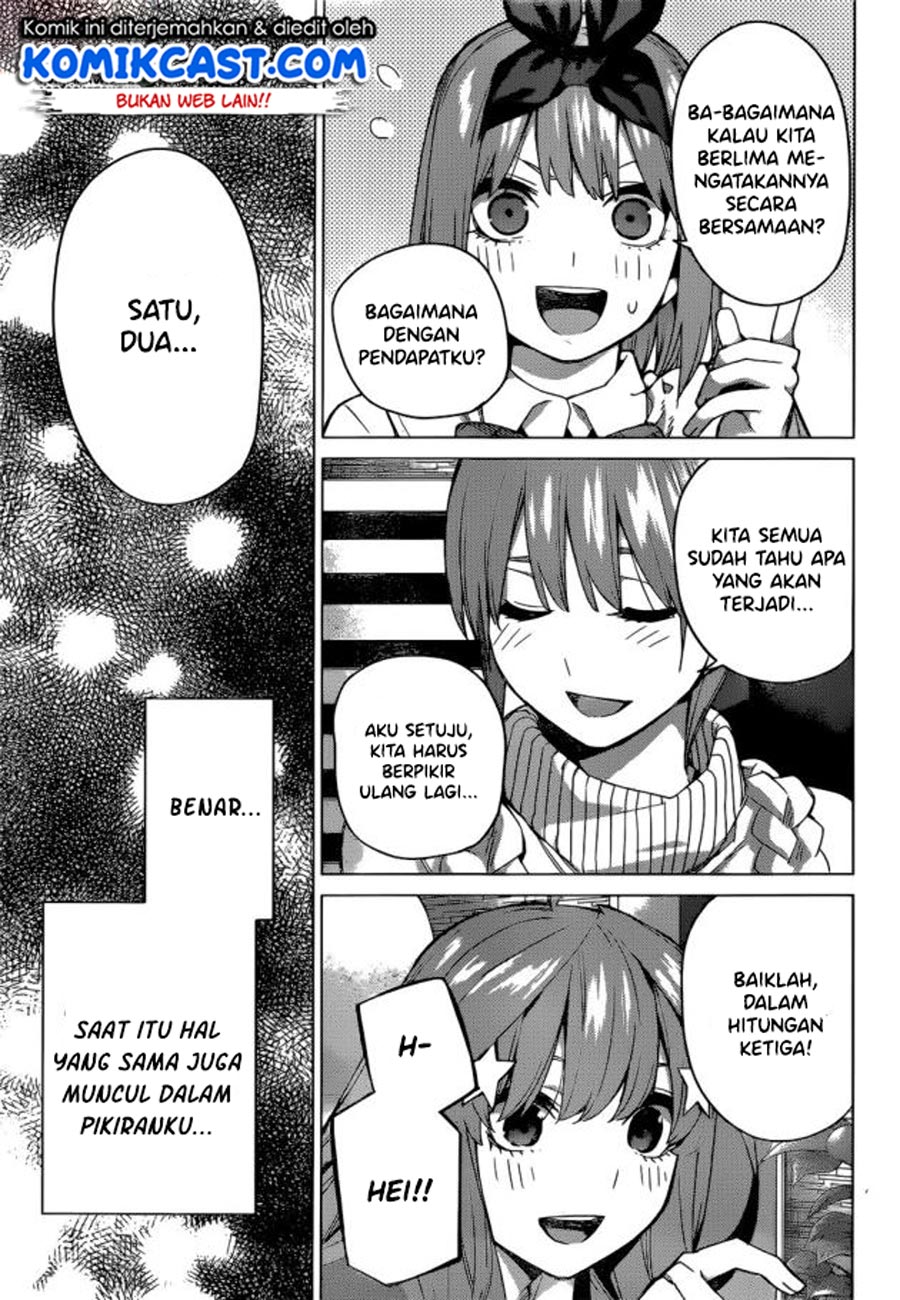 Komik ini diterjemahkan & diedit oleh
KOMIKCAST.COM
BUKAN WEB LAIN!!
BA-BAGAIMANA
KALAU KITA
BERLIMA ME-
NGATAKANNYA
SECARA
BERSAMAAN?
BAGAIMANA
DENGAN
PENDAPATKU?
KITA SEMUA
SUDAH TAHU APA
YANG AKAN
TERJADI...
AKU SETUJU,
KITA HARUS
BERPIKIR
ULANG LAGI...
BAIKLAH,
DALAM
HITUNGAN
KETIGA!
H-
HEI!!
SATU,
DUA...
BENAR...
SAAT ITU HAL
YANG SAMA JUGA
MUNCUL DALAM
PIKIRANKU...